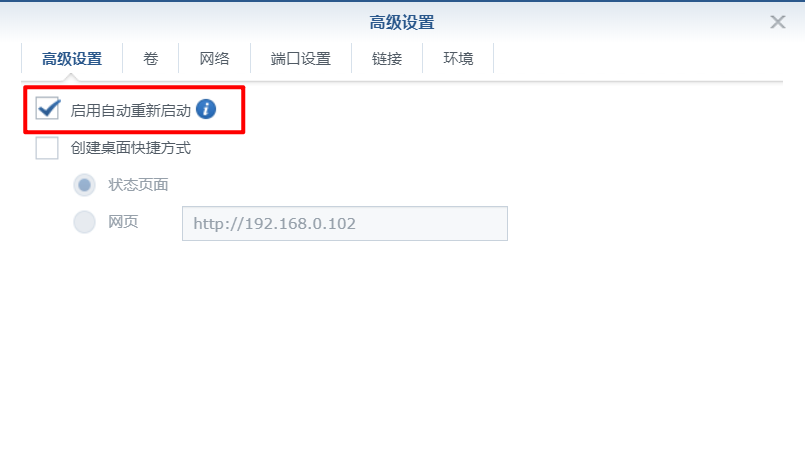 高级设置
高级设置 卷 网络 端口设置 链接 环境
启用自动重新启动
创建桌面快捷方式
状态页面
网页 http://192.168.0.102